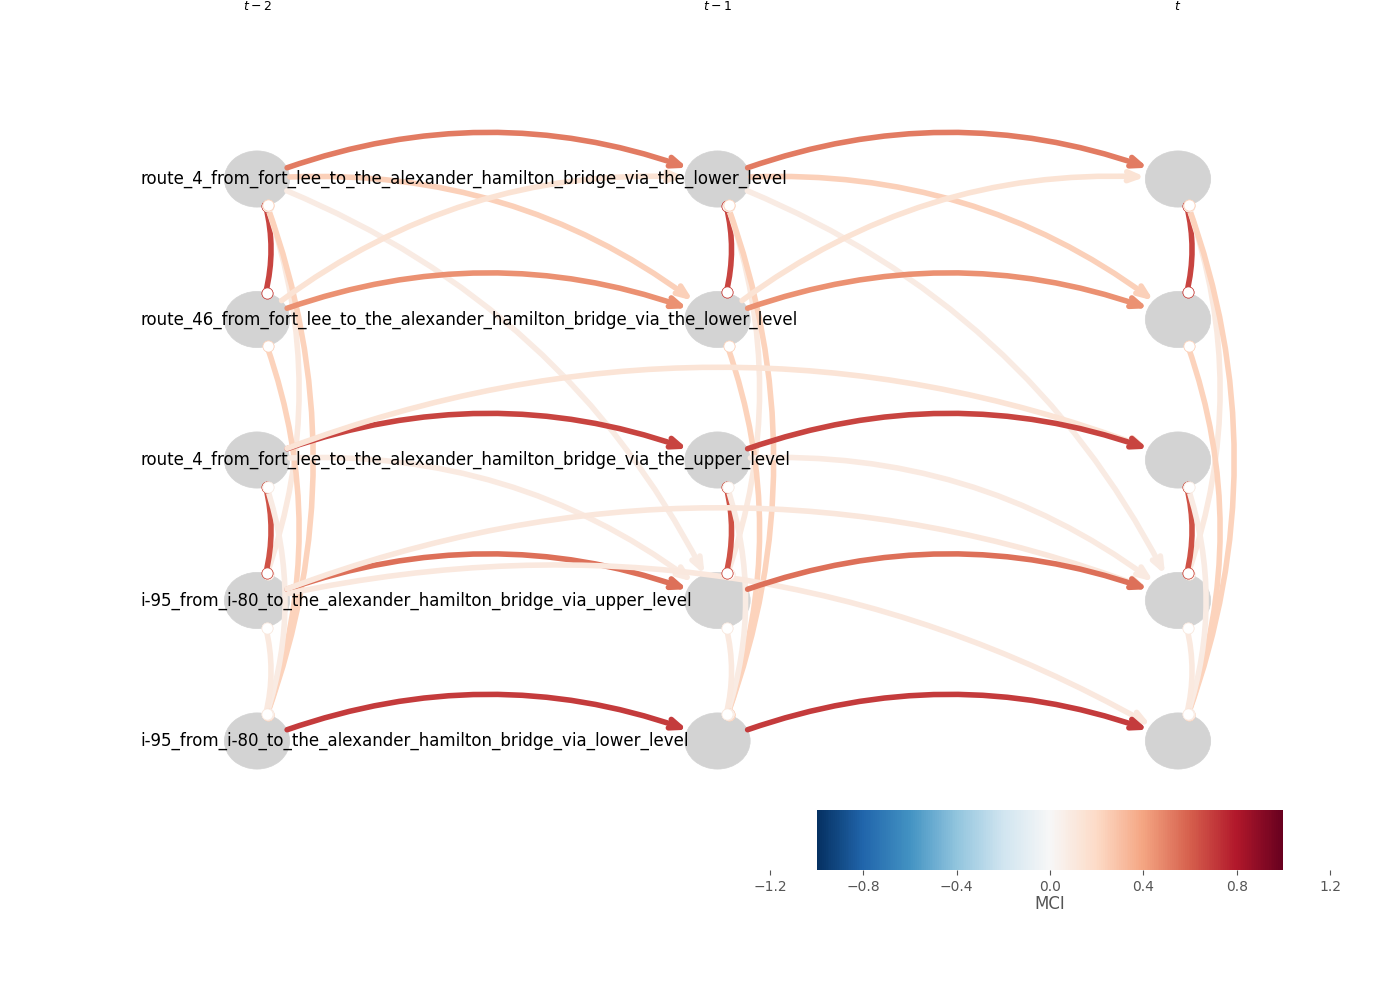 t − 2 t − 1 t
route_4_from_fort_lee_to_the_alexander_hamilton_bridge_via_the_lower_level
route_46_from_fort_lee_to_the_alexander_hamilton_bridge_via_the_lower_level
route_4_from_fort_lee_to_the_alexander_hamilton_bridge_via_the_upper_level
i-95_from_i-80_to_the_alexander_hamilton_bridge_via_upper_level
i-95_from_i-80_to_the_alexander_hamilton_bridge_via_lower_level
−1.2 −0.8 −0.4 0.0 0.4 0.8 1.2
MCI